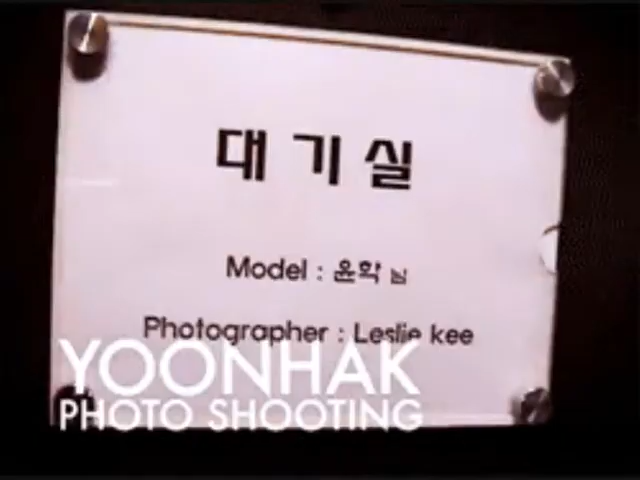 대기실
Model : 윤학 님
Photographer : Leslie kee
YOONHAK
PHOTO SHOOTING